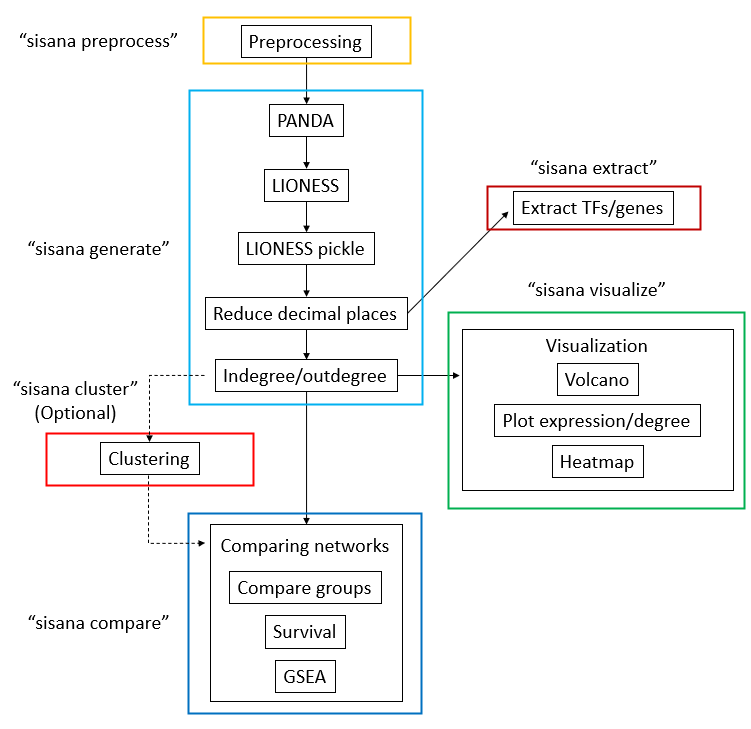 “sisana preprocess”
Preprocessing
PANDA
LIONESS
“sisana generate”
LIONESS pickle
Reduce decimal places
Indegree/outdegree
“sisana extract”
Extract TFs/genes
“sisana visualize”
Visualization
Volcano
Plot expression/degree
Heatmap
“sisana cluster”
(Optional)
Clustering
“sisana compare”
Comparing networks
Compare groups
Survival
GSEA